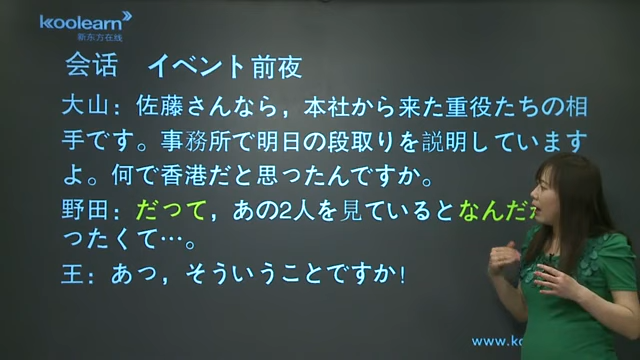 koolearn
新东方在线
会话　イベント前夜
大山：佐藤さんなら，本社から来た重役たちの相
手です。事務所で明日の段取りを説明しています
よ。何で香港だと思ったんですか。
野田：だって，あの2人を見ているとなんだ
ったくて…。
王：あっ，そういうことですか！
www.k